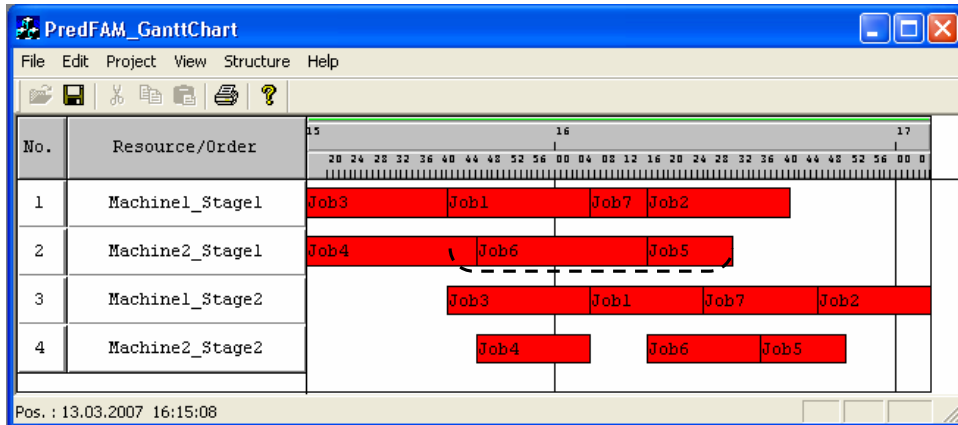 PredFAM_GanttChart
File Edit Project View Structure Help
No. Resource/Order 15 16 17
20 24 28 32 36 40 44 48 52 56 00 04 08 12 16 20 24 28 32 36 40 44 48 52 56 00 0
1 Machine1_Stage1 Job3 Job1 Job7 Job2
2 Machine2_Stage1 Job4 Job6 Job5
3 Machine1_Stage2 Job3 Job1 Job7 Job2
4 Machine2_Stage2 Job4 Job6 Job5
Pos. : 13.03.2007 16:15:08